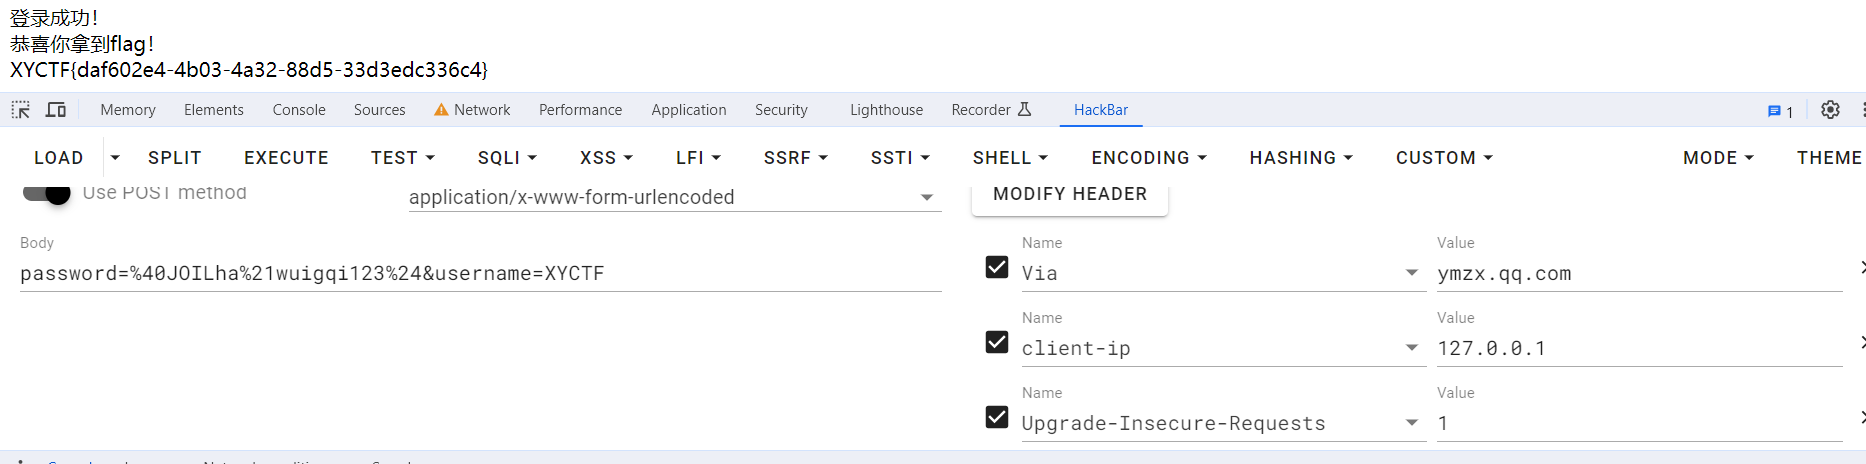 登录成功！
恭喜你拿到flag！
XYCTF{daf602e4-4b03-4a32-88d5-33d3edc336c4}
Memory Elements Console Sources Network Performance Application Security Lighthouse Recorder HackBar 1
LOAD SPLIT EXECUTE TEST SQLI XSS LFI SSRF SSTI SHELL ENCODING HASHING CUSTOM MODE THEME
Use POST method application/x-www-form-urlencoded MODIFY HEADER
Body Name Value
password=%40JOILha%21wuigqi123%24&username=XYCTF Via ymzx.qq.com
Name Value
client-ip 127.0.0.1
Name Value
Upgrade-Insecure-Requests 1